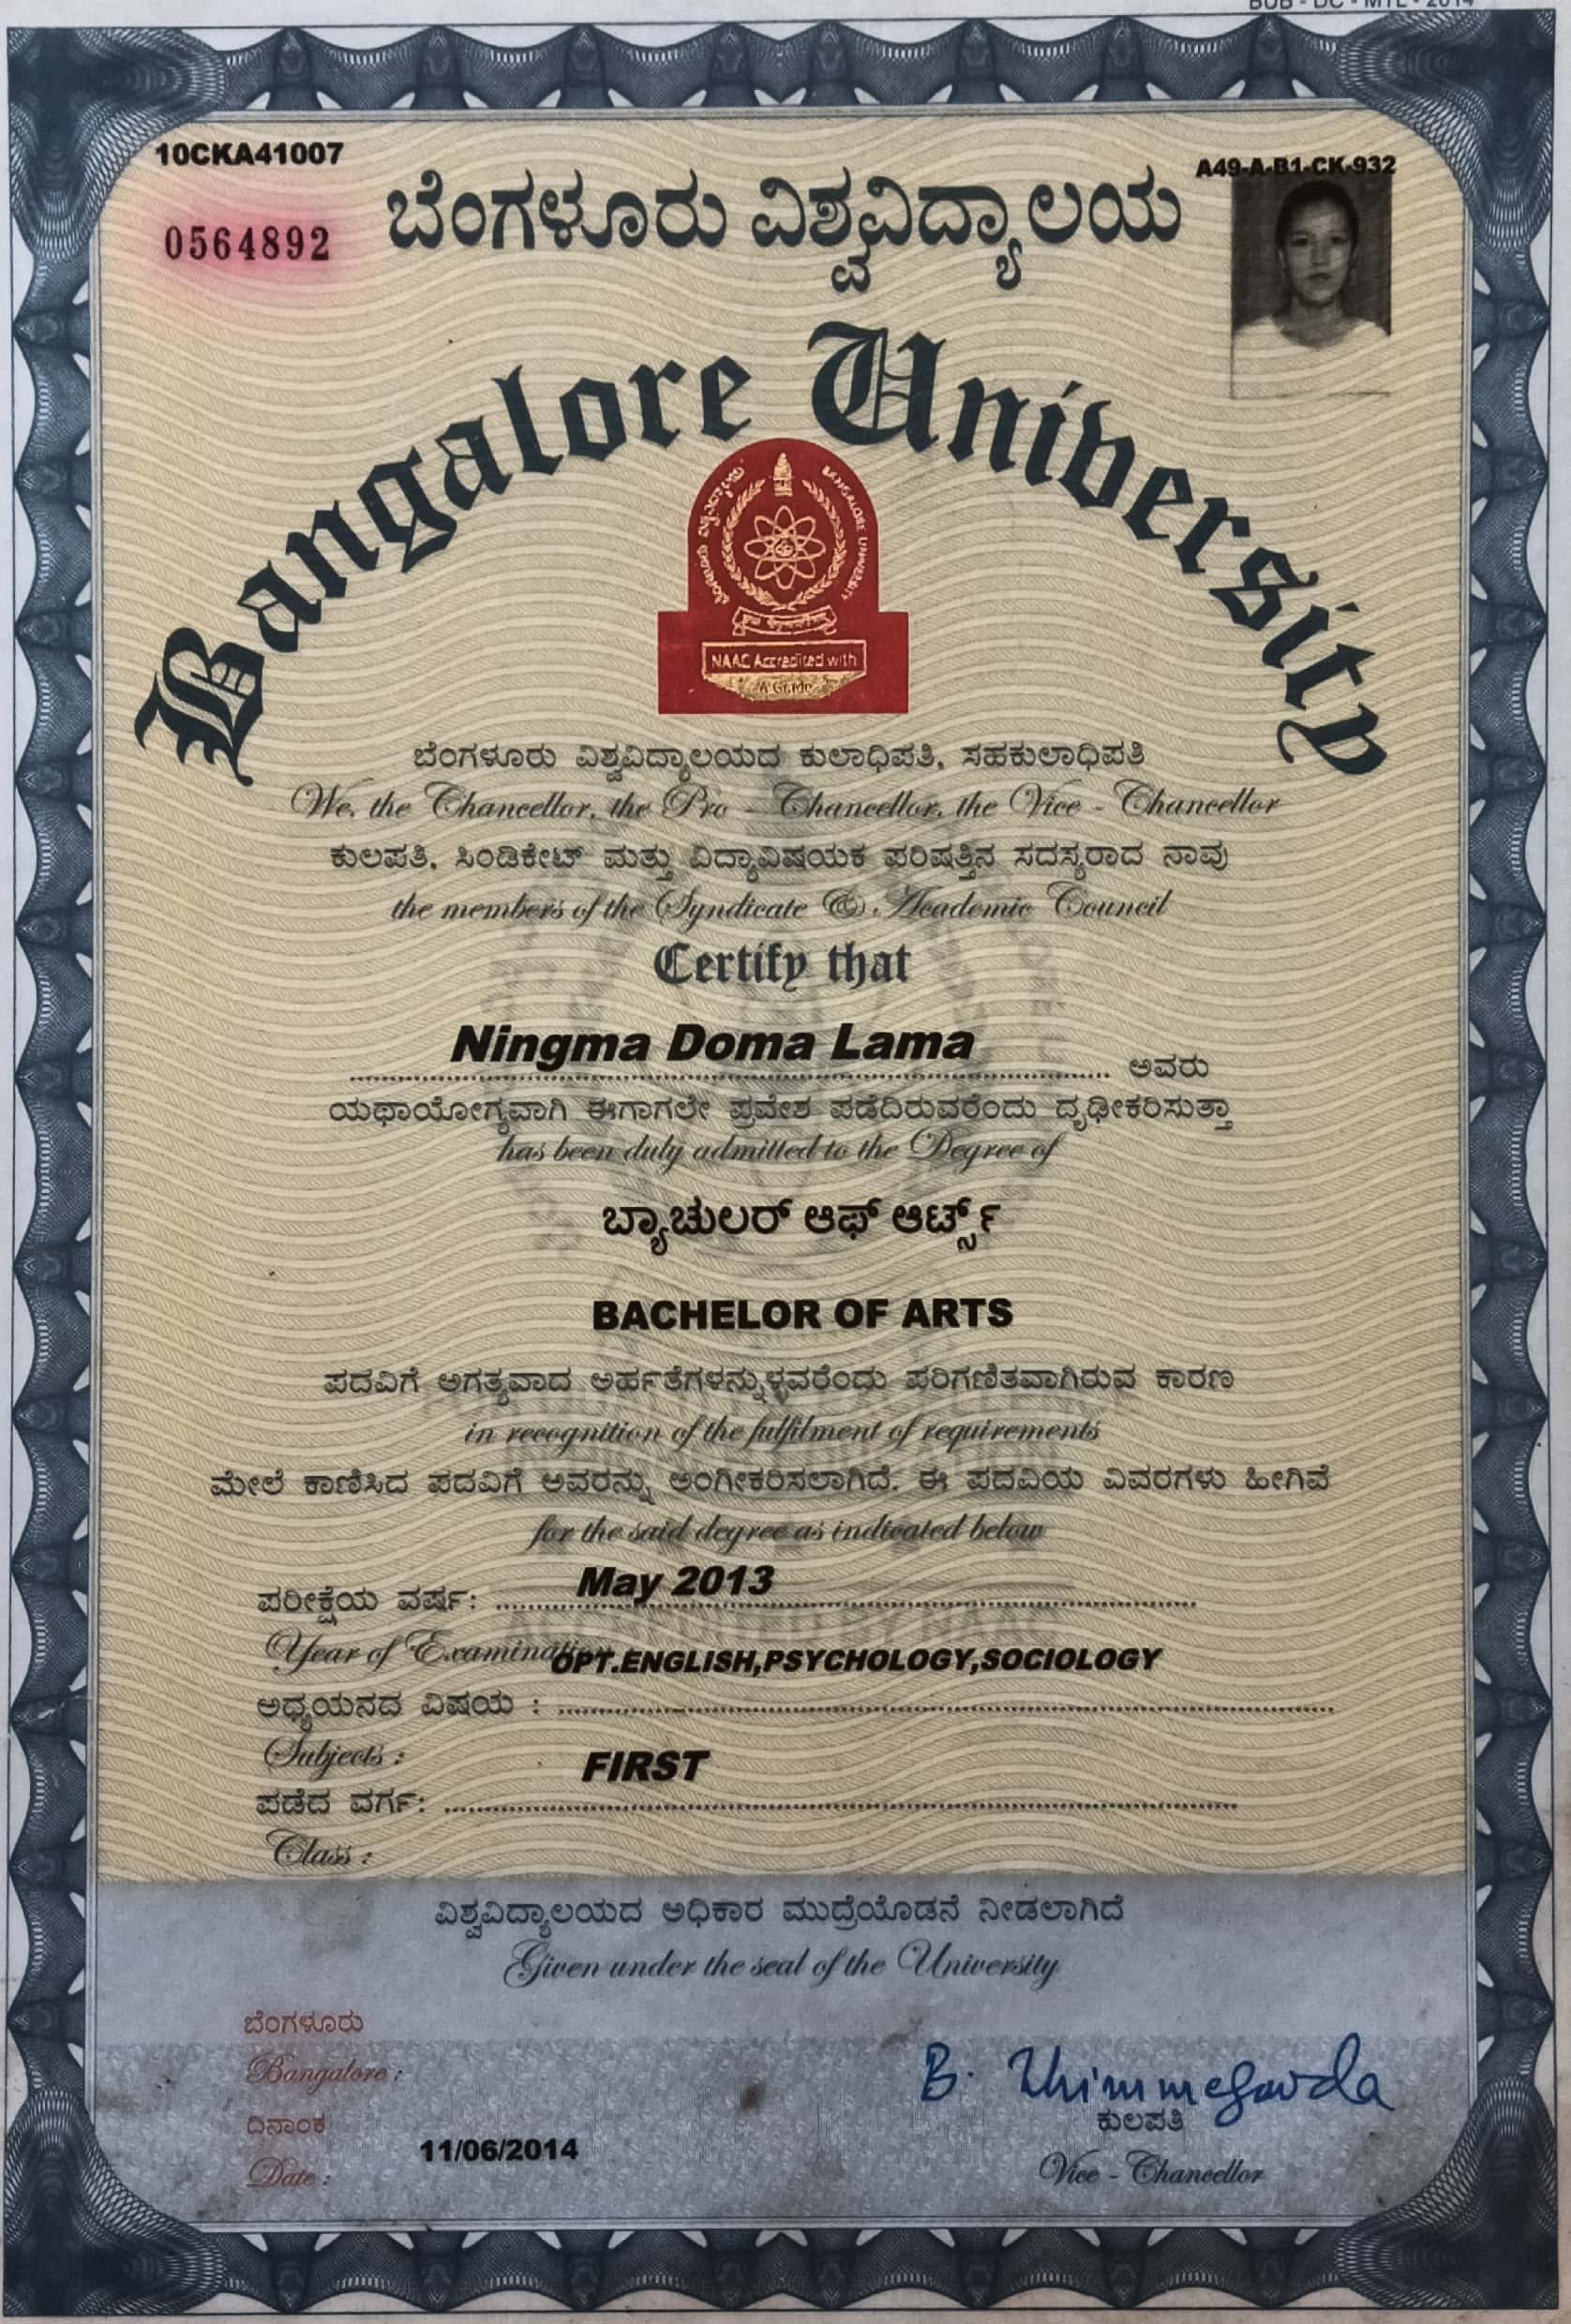 BUB - DC - MTL - 2014
10CKA41007
A49-A-B1-CK-932
0564892
ಬೆಂಗಳೂರು ವಿಶ್ವವಿದ್ಯಾಲಯ
Bangalore University
BANGALORE UNIVERSITY
NAAC Accredited with
'A' Grade
ಬೆಂಗಳೂರು ವಿಶ್ವವಿದ್ಯಾಲಯದ ಕುಲಾಧಿಪತಿ, ಸಹಕುಲಾಧಿಪತಿ
We, the Chancellor, the Pro - Chancellor, the Vice - Chancellor
ಕುಲಪತಿ, ಸಿಂಡಿಕೇಟ್ ಮತ್ತು ವಿದ್ಯಾವಿಷಯಕ ಪರಿಷತ್ತಿನ ಸದಸ್ಯರಾದ ನಾವು
the members of the Syndicate & Academic Council
Certify that
Ningma Doma Lama ಅವರು
ಯಥಾಯೋಗ್ಯವಾಗಿ ಈಗಾಗಲೇ ಪ್ರವೇಶ ಪಡೆದಿರುವರೆಂದು ದೃಢೀಕರಿಸುತ್ತಾ
has been duly admitted to the Degree of
ಬ್ಯಾಚುಲರ್ ಆಫ್ ಆರ್ಟ್ಸ್
BACHELOR OF ARTS
ಪದವಿಗೆ ಅಗತ್ಯವಾದ ಅರ್ಹತೆಗಳನ್ನುಳ್ಳವರೆಂದು ಪರಿಗಣಿತವಾಗಿರುವ ಕಾರಣ
in recognition of the fulfilment of requirements
ಮೇಲೆ ಕಾಣಿಸಿದ ಪದವಿಗೆ ಅವರನ್ನು ಅಂಗೀಕರಿಸಲಾಗಿದೆ. ಈ ಪದವಿಯ ವಿವರಗಳು ಹೀಗಿವೆ
for the said degree as indicated below
ಪರೀಕ್ಷೆಯ ವರ್ಷ: May 2013
Year of Examination
OPT.ENGLISH,PSYCHOLOGY,SOCIOLOGY
ಅಧ್ಯಯನದ ವಿಷಯ :
Subjects :
FIRST
ಪಡೆದ ವರ್ಗ:
Class :
ವಿಶ್ವವಿದ್ಯಾಲಯದ ಅಧಿಕಾರ ಮುದ್ರೆಯೊಡನೆ ನೀಡಲಾಗಿದೆ
Given under the seal of the University
ಬೆಂಗಳೂರು
Bangalore :
ದಿನಾಂಕ
Date : 11/06/2014
B. Thimmegowda
ಕುಲಪತಿ
Vice - Chancellor